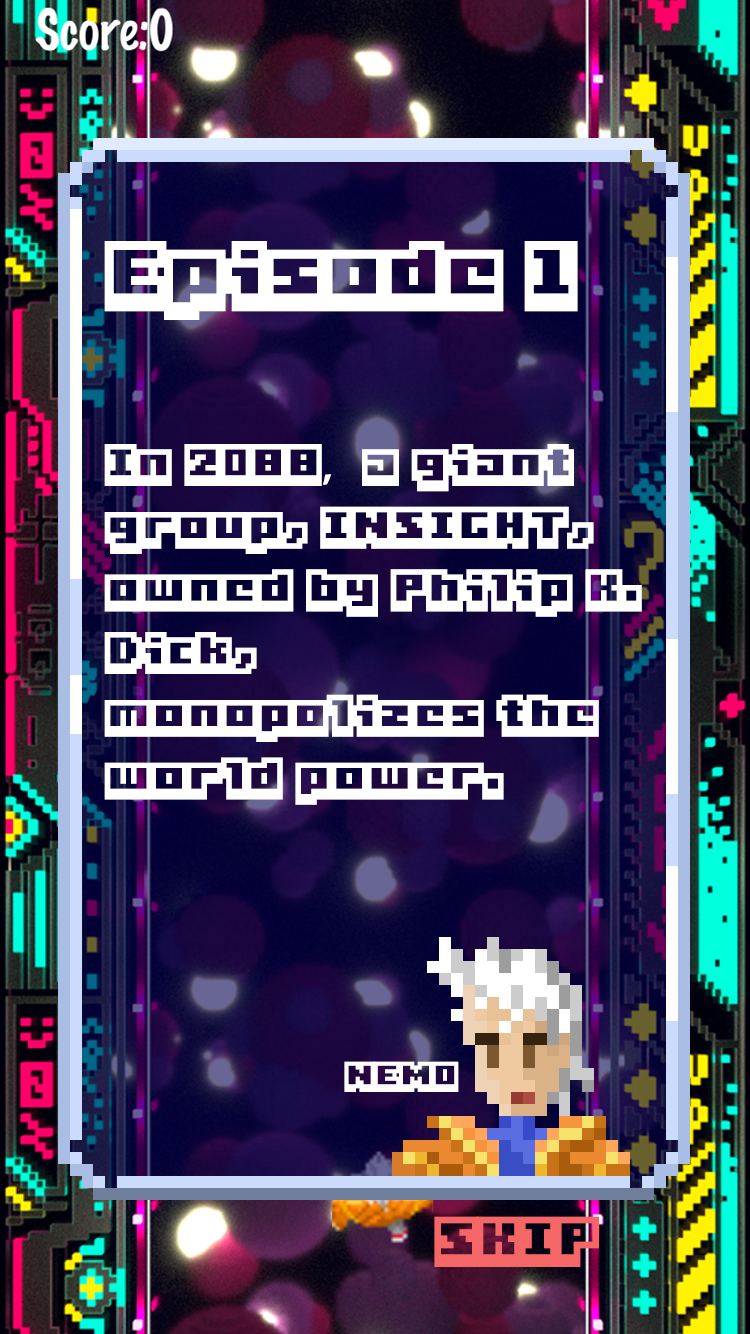 Score:0
Episode 1
In 2088, a giant
group, INSIGHT,
owned by Philip K.
Dick,
monopolizes the
world power.
NEMO
SKIP